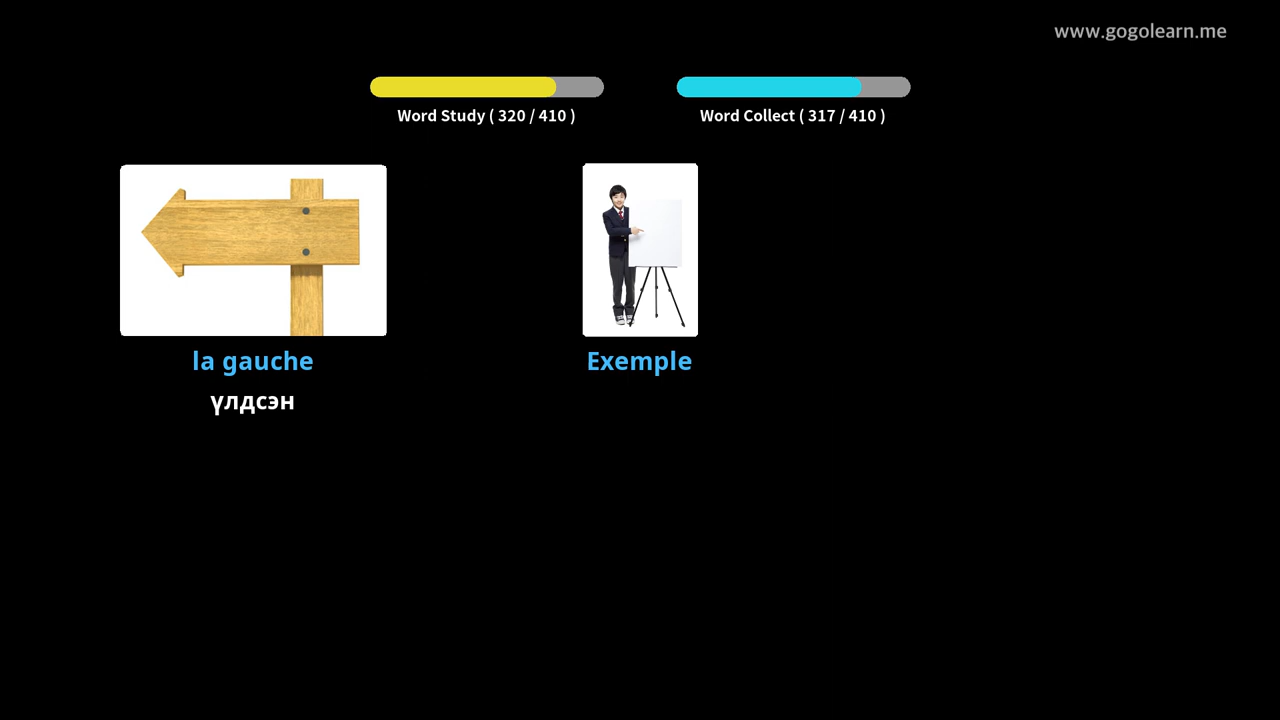 www.gogolearn.me
Word Study ( 320 / 410 )
Word Collect ( 317 / 410 )
la gauche
үлдсэн
Exemple